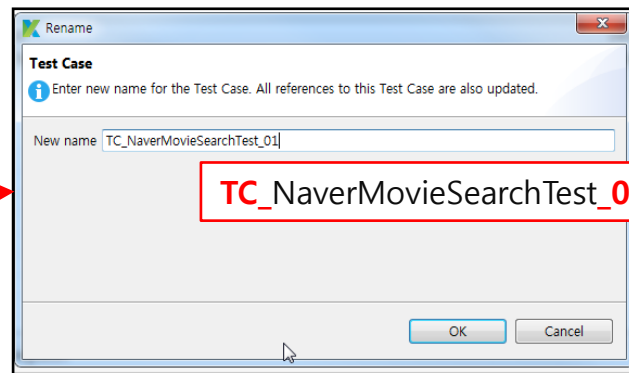 Rename
Test Case
Enter new name for the Test Case. All references to this Test Case are also updated.
New name TC_NaverMovieSearchTest_01
TC_NaverMovieSearchTest_0
OK Cancel